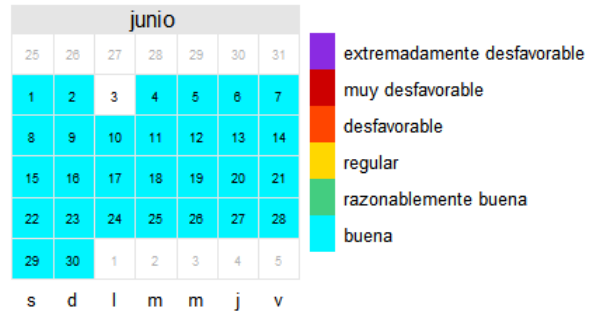 junio
25 26 27 28 29 30 31
1 2 3 4 5 6 7
8 9 10 11 12 13 14
15 16 17 18 19 20 21
22 23 24 25 26 27 28
29 30 1 2 3 4 5
s d l m m j v
extremadamente desfavorable
muy desfavorable
desfavorable
regular
razonablemente buena
buena